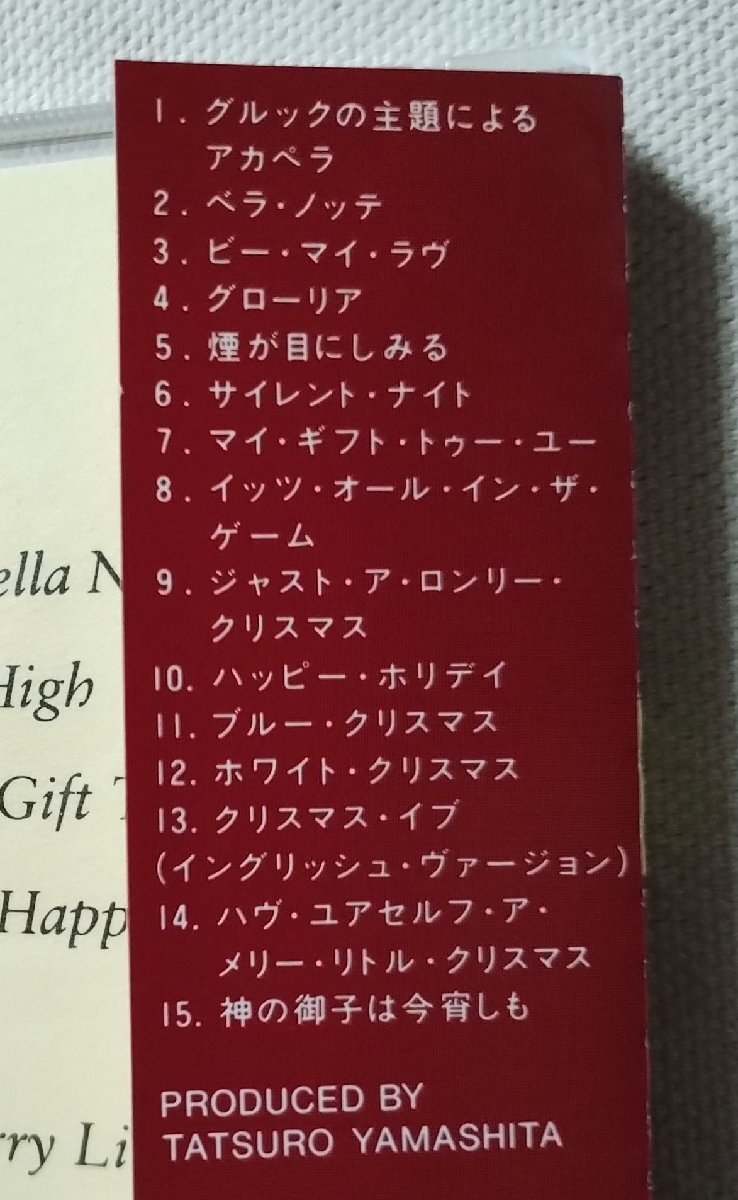 1. グルックの主題による
アカペラ
2. ベラ・ノッテ
3. ビー・マイ・ラヴ
4. グローリア
5. 煙が目にしみる
6. サイレント・ナイト
7. マイ・ギフト・トゥー・ユー
8. イッツ・オール・イン・ザ・
ゲーム
9. ジャスト・ア・ロンリー・
クリスマス
10. ハッピー・ホリデイ
11. ブルー・クリスマス
12. ホワイト・クリスマス
13. クリスマス・イブ
(イングリッシュ・ヴァージョン)
14. ハヴ・ユアセルフ・ア・
メリー・リトル・クリスマス
15. 神の御子は今宵しも
PRODUCED BY
TATSURO YAMASHITA
ella N
High
Gift T
Happ
rry Li